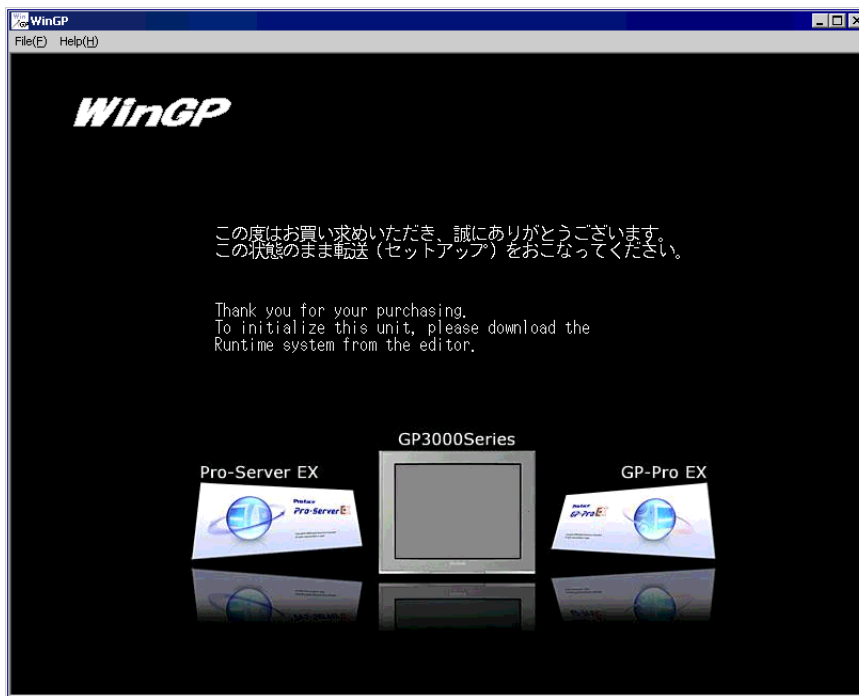 WinGP
File(F) Help(H)
WinGP
この度はお買い求めいただき、誠にありがとうございます。
この状態のまま転送(セットアップ)をおこなってください。
Thank you for your purchasing.
To initialize this unit, please download the
Runtime system from the editor.
GP3000Series
Pro-Server EX
GP-Pro EX
Pro-Server EX
GP-Pro EX